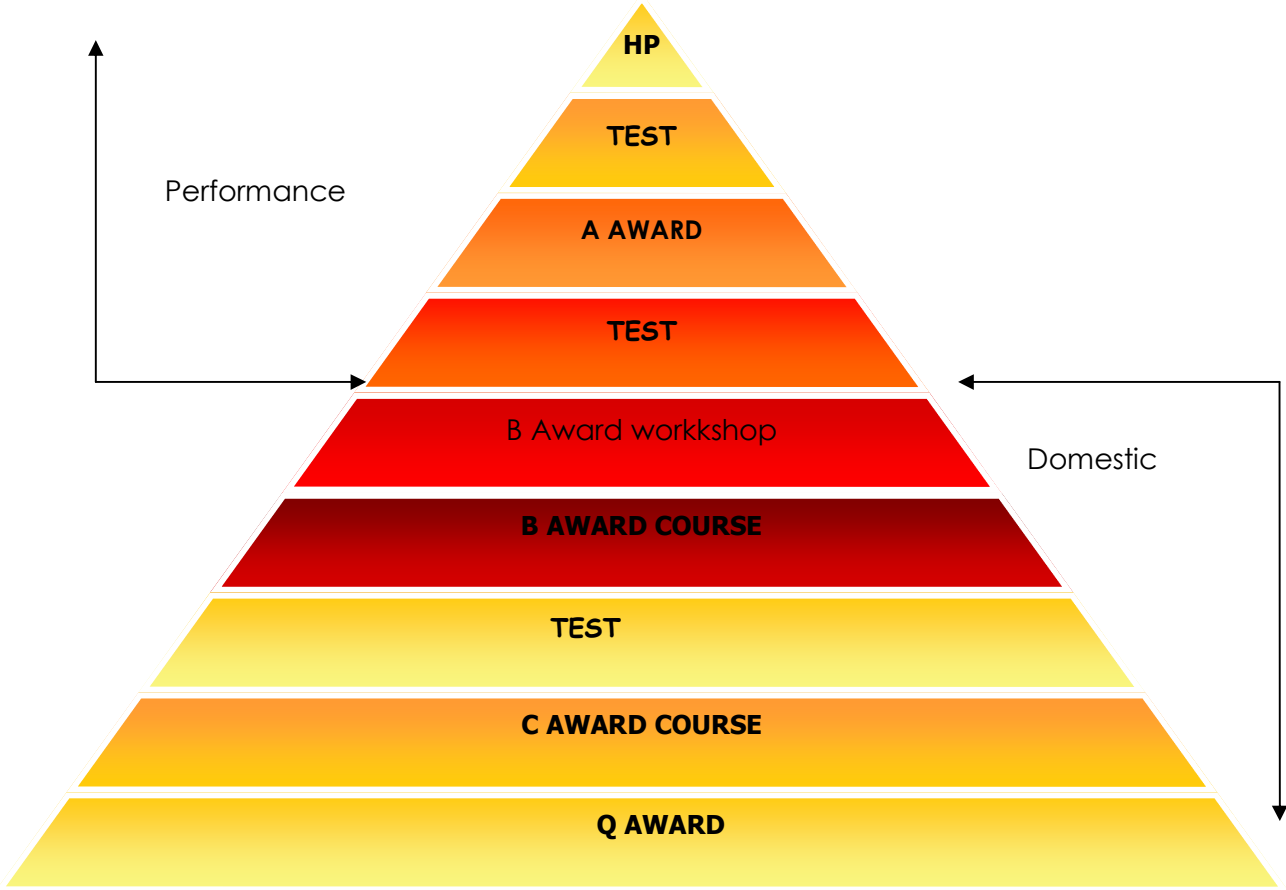 HP
TEST
Performance
A AWARD
TEST
B Award workkshop
Domestic
B AWARD COURSE
TEST
C AWARD COURSE
Q AWARD